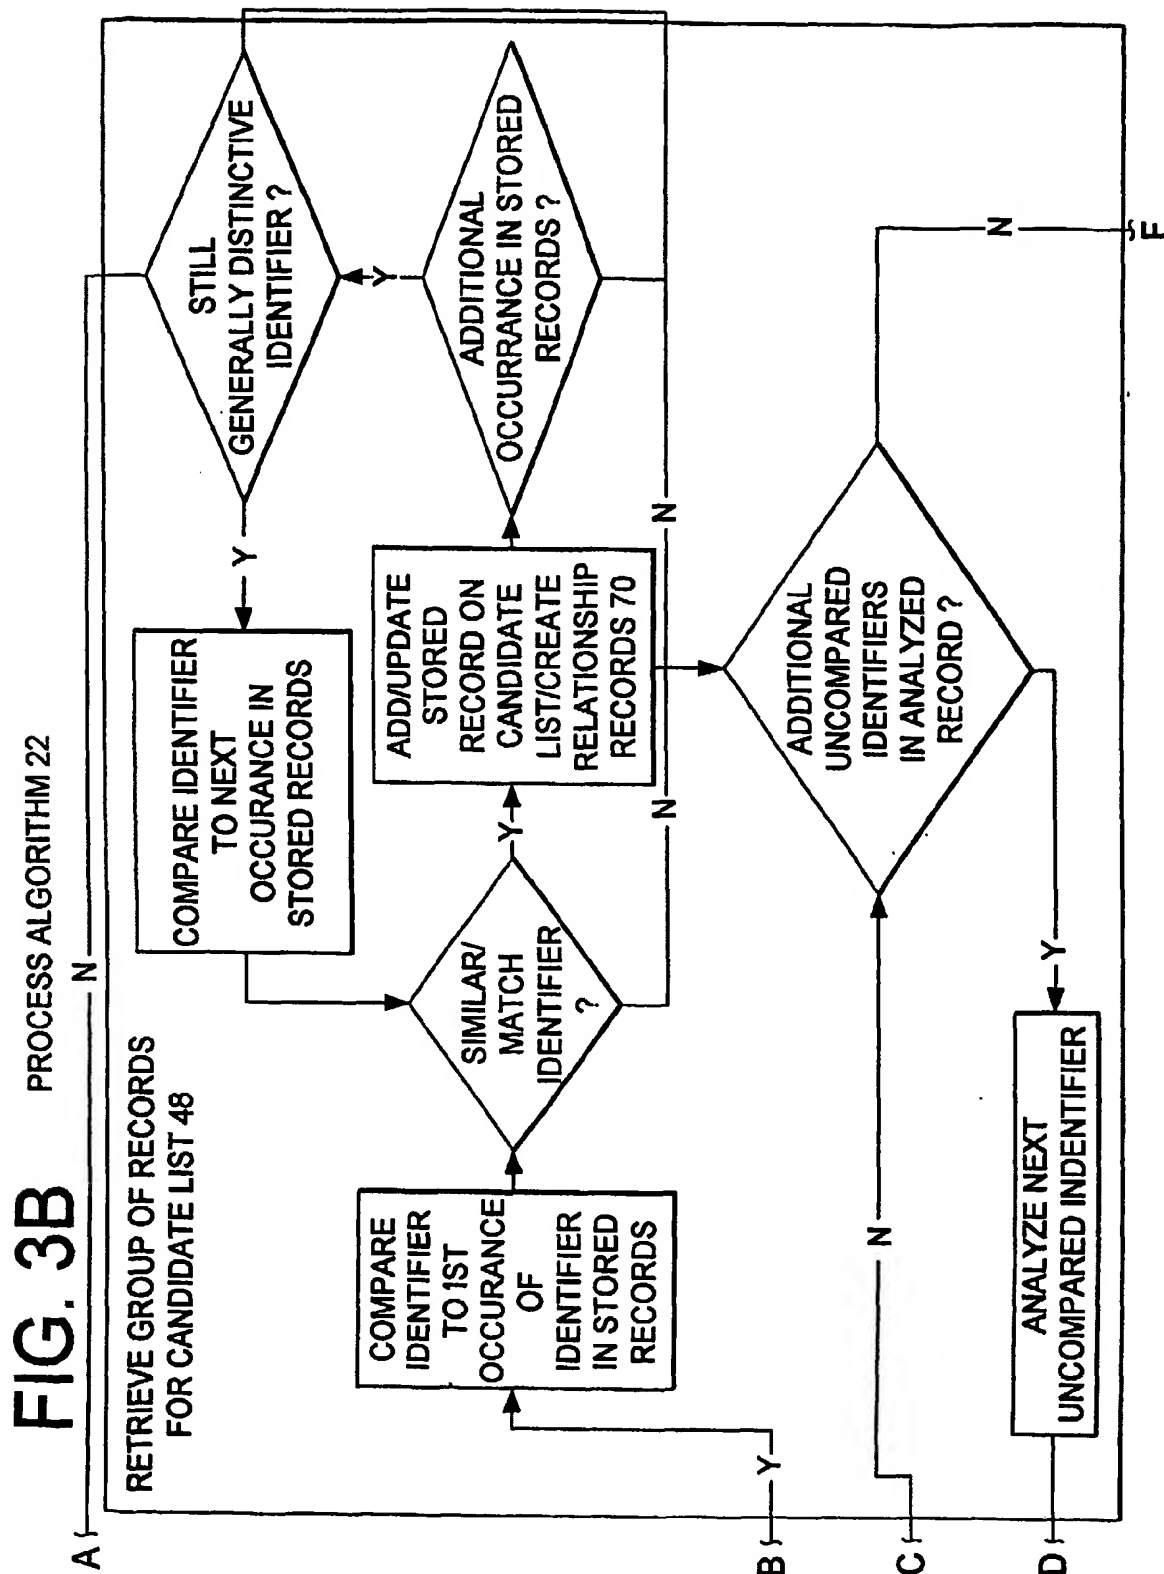 FIG. 3B
PROCESS ALGORITHM 22
A
N
RETRIEVE GROUP OF RECORDS
FOR CANDIDATE LIST 48
STILL
GENERALLY DISTINCTIVE
IDENTIFIER ?
Y
COMPARE IDENTIFIER
TO NEXT
OCCURANCE IN
STORED RECORDS
COMPARE
IDENTIFIER
TO 1ST
OCCURANCE
OF
IDENTIFIER
IN STORED
RECORDS
SIMILAR/
MATCH
IDENTIFIER
?
Y
N
ADD/UPDATE
STORED
RECORD ON
CANDIDATE
LIST/CREATE
RELATIONSHIP
RECORDS 70
ADDITIONAL
OCCURRANCE IN STORED
RECORDS ?
Y
N
B
Y
C
N
ADDITIONAL
UNCOMPARED
IDENTIFIERS
IN ANALYZED
RECORD ?
N
Y
ANALYZE NEXT
UNCOMPARED INDENTIFIER
D